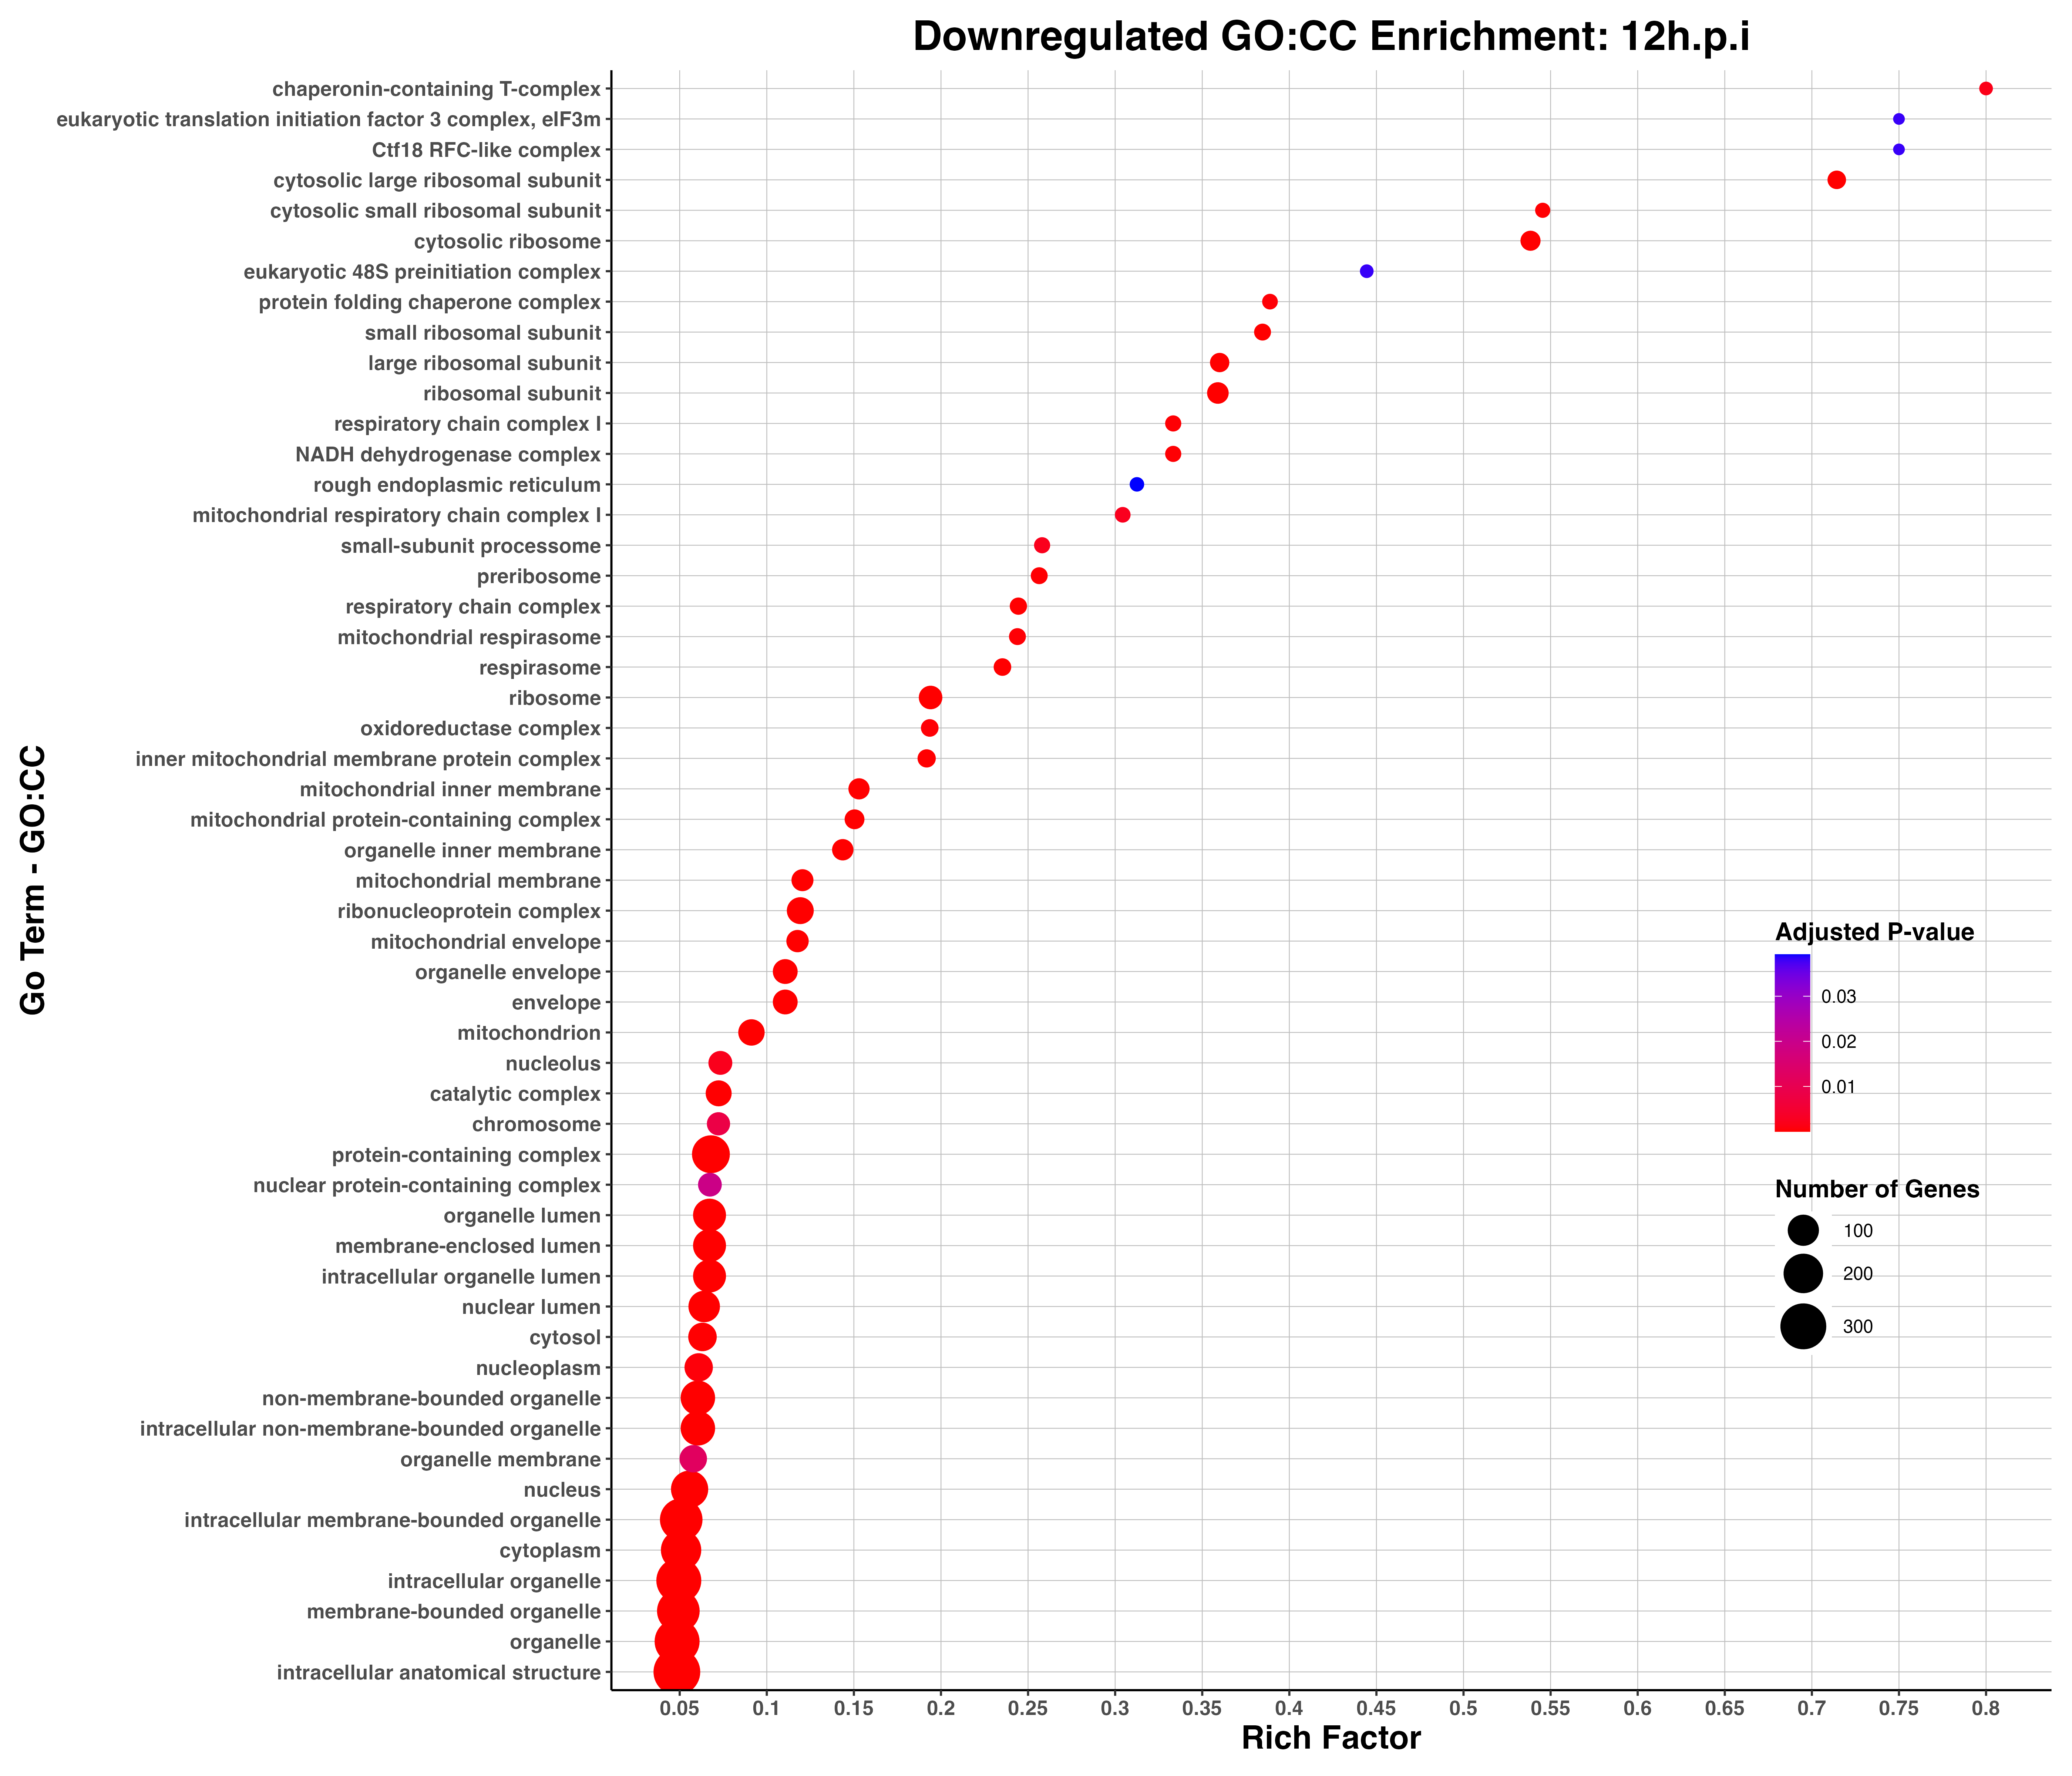 Downregulated GO:CC Enrichment: 12h.p.i
Go Term - GO:CC
chaperonin-containing T-complex
eukaryotic translation initiation factor 3 complex, eIF3m
Ctf18 RFC-like complex
cytosolic large ribosomal subunit
cytosolic small ribosomal subunit
cytosolic ribosome
eukaryotic 48S preinitiation complex
protein folding chaperone complex
small ribosomal subunit
large ribosomal subunit
ribosomal subunit
respiratory chain complex I
NADH dehydrogenase complex
rough endoplasmic reticulum
mitochondrial respiratory chain complex I
small-subunit processome
preribosome
respiratory chain complex
mitochondrial respirasome
respirasome
ribosome
oxidoreductase complex
inner mitochondrial membrane protein complex
mitochondrial inner membrane
mitochondrial protein-containing complex
organelle inner membrane
mitochondrial membrane
ribonucleoprotein complex
mitochondrial envelope
organelle envelope
envelope
mitochondrion
nucleolus
catalytic complex
chromosome
protein-containing complex
nuclear protein-containing complex
organelle lumen
membrane-enclosed lumen
intracellular organelle lumen
nuclear lumen
cytosol
nucleoplasm
non-membrane-bounded organelle
intracellular non-membrane-bounded organelle
organelle membrane
nucleus
intracellular membrane-bounded organelle
cytoplasm
intracellular organelle
membrane-bounded organelle
organelle
intracellular anatomical structure
Adjusted P-value
0.03
0.02
0.01
Number of Genes
100
200
300
0.05 0.1 0.15 0.2 0.25 0.3 0.35 0.4 0.45 0.5 0.55 0.6 0.65 0.7 0.75 0.8
Rich Factor